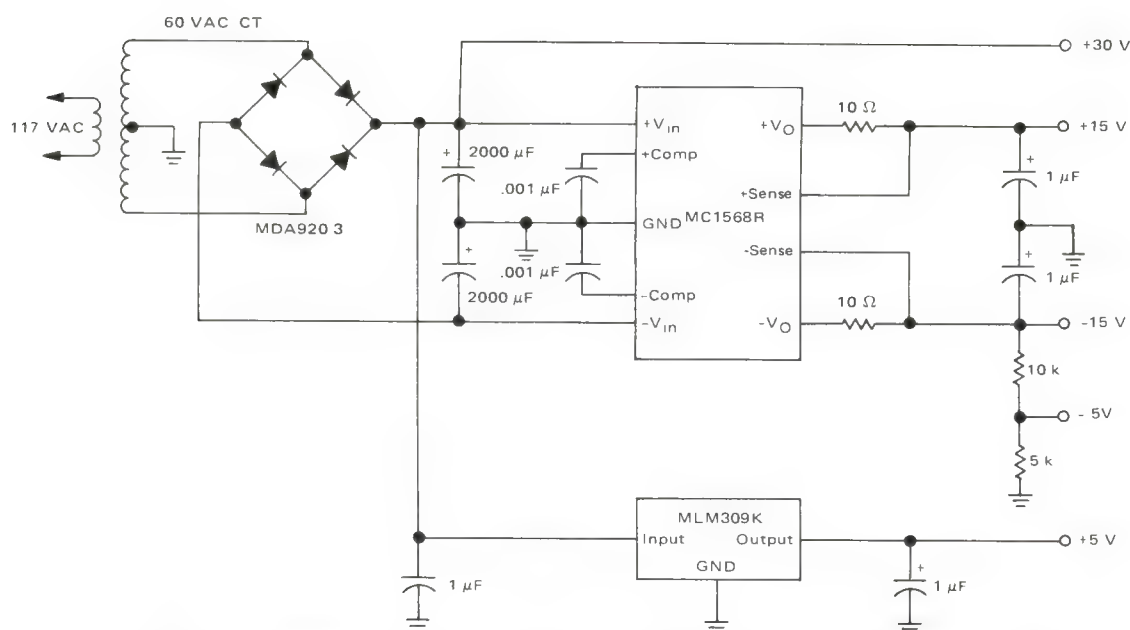 60 VAC CT
117 VAC
MDA920 3
2000 µF
.001 µF
.001 µF
2000 µF
+Vin
+Comp
GND
-Comp
-Vin
MC1568R
+VO
+Sense
-Sense
-VO
10 Ω
10 Ω
+30 V
+15 V
+
1 µF
+
1 µF
-15 V
10 k
- 5V
5 k
+
+
MLM309K
Input
Output
GND
1 µF
+
1 µF
+5 V